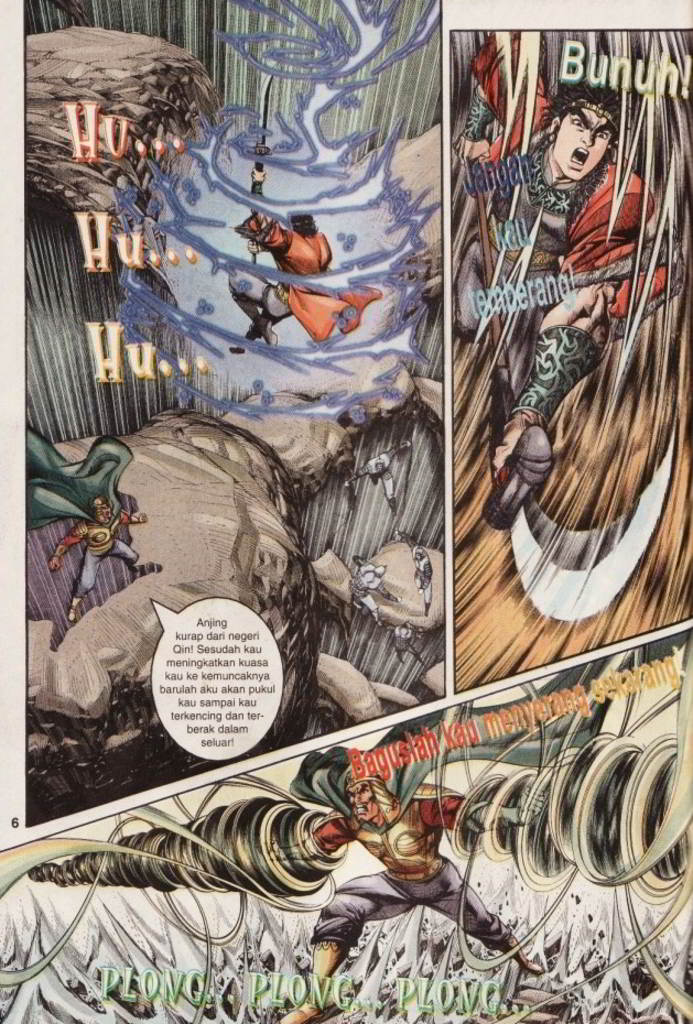 Hu...
Hu...
Hu...
Bunuh!
Jangan
kau
temberang!
Anjing
kurap dari negeri
Qin! Sesudah kau
meningkatkan kuasa
kau ke kemuncaknya
barulah aku akan pukul
kau sampai kau
terkencing dan ter-
berak dalam
seluar!
Baguslah kau menyerang sekarang!
PLONG... PLONG... PLONG...
6